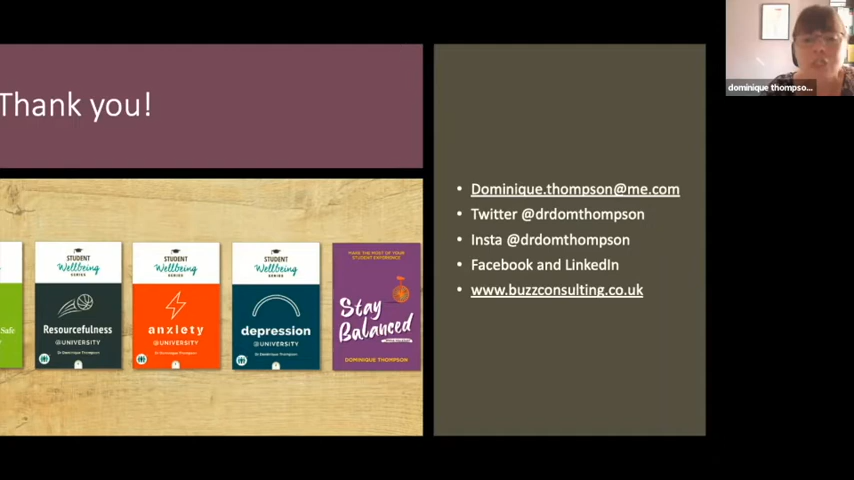 dominique thompso...
Thank you!
Dominique.thompson@me.com
Twitter @drdomthompson
Insta @drdomthompson
Facebook and LinkedIn
www.buzzconsulting.co.uk
Safe
STUDENT
Wellbeing
SERIES
Resourcefulness
@UNIVERSITY
Dr Dominique Thompson
STUDENT
Wellbeing
SERIES
anxiety
@UNIVERSITY
Dr Dominique Thompson
STUDENT
Wellbeing
SERIES
depression
@UNIVERSITY
Dr Dominique Thompson
MAKE THE MOST OF YOUR
STUDENT EXPERIENCE
Stay
Balanced
DOMINIQUE THOMPSON